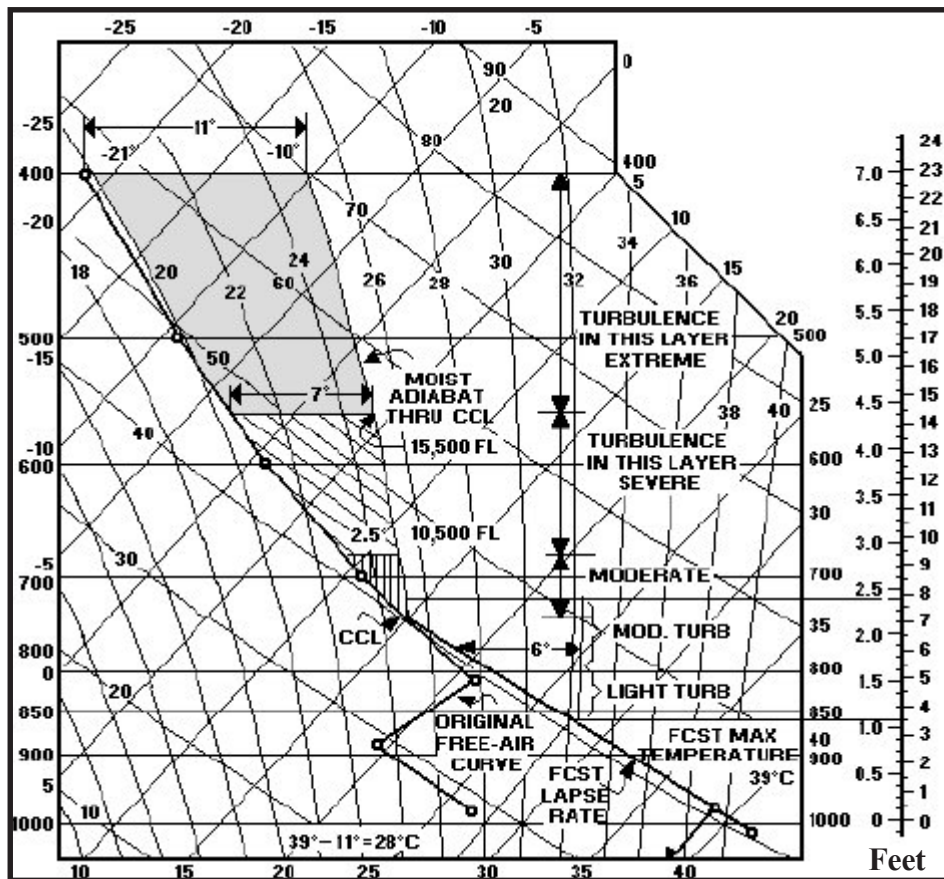 -25 -20 -15 -10 -5
0
90
20
-25
11°
80
24
-21° -10°
400 400 7.0 23
5
22
-20 70 10 6.5 21
34
18 20 24 26 30 15 20
22 60 28 32 36 6.0 19
18
20
500 500 5.5 17
-15 50
TURBULENCE
IN THIS LAYER
EXTREME
5.0 16
MOIST
ADIABAT
THRU CCL
7°
38 40
15
25 4.5 14
40
15,500 FL
TURBULENCE
IN THIS LAYER
SEVERE
13
-10
600 600 4.0 12
3.5 11
2.5° 10,500 FL
30
10
30 3.0 9
-5
700 MODERATE 700 2.5 8
7
CCL
MOD. TURB
35 2.0
6
6°
800 800
0 1.5 5
20
LIGHT TURB
4
850 850 1.0
ORIGINAL
FREE-AIR
CURVE
FCST MAX
TEMPERATURE
39°C
3
40
900 900
2
5 0.5
FCST
LAPSE
RATE
1
10
1000 1000 0 0
39°-11°=28°C
10 15 20 25 30 35 40
Feet